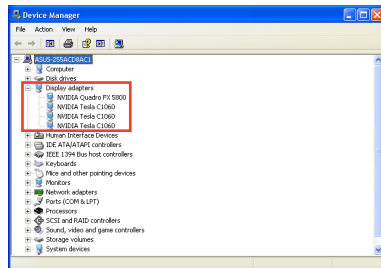 Device Manager
File Action View Help
ASUS-255ACD8AC1
Computer
Disk drives
Display adapters
NVIDIA Quadro FX 5800
NVIDIA Tesla C1060
NVIDIA Tesla C1060
NVIDIA Tesla C1060
Human Interface Devices
IDE ATA/ATAPI controllers
IEEE 1394 Bus host controllers
Keyboards
Mice and other pointing devices
Monitors
Network adapters
Ports (COM & LPT)
Processors
SCSI and RAID controllers
Sound, video and game controllers
Storage volumes
System devices